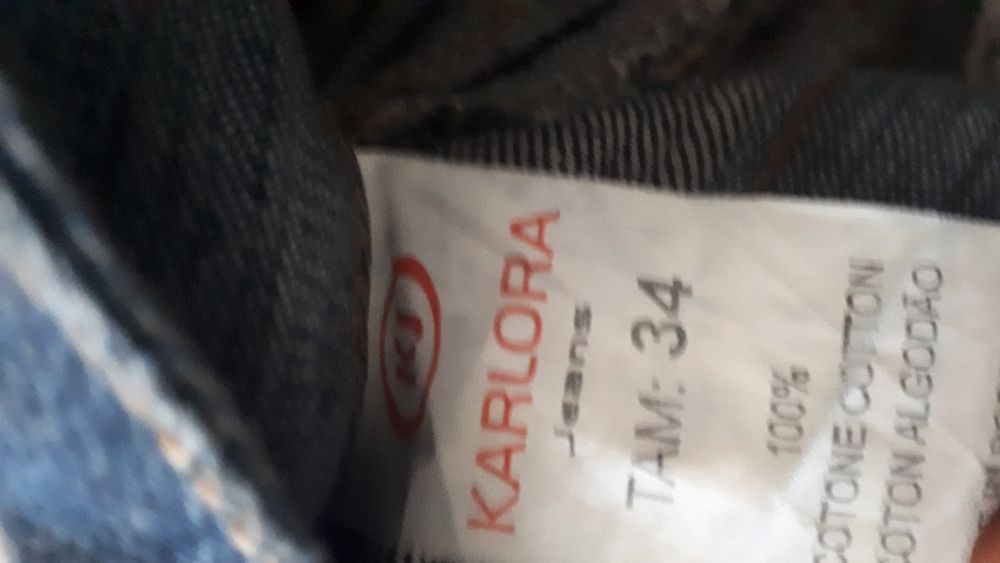 KJ
KARLORA
Jeans
TAM: 34
100%
COTONE COTTON
COTON ALGODÃO